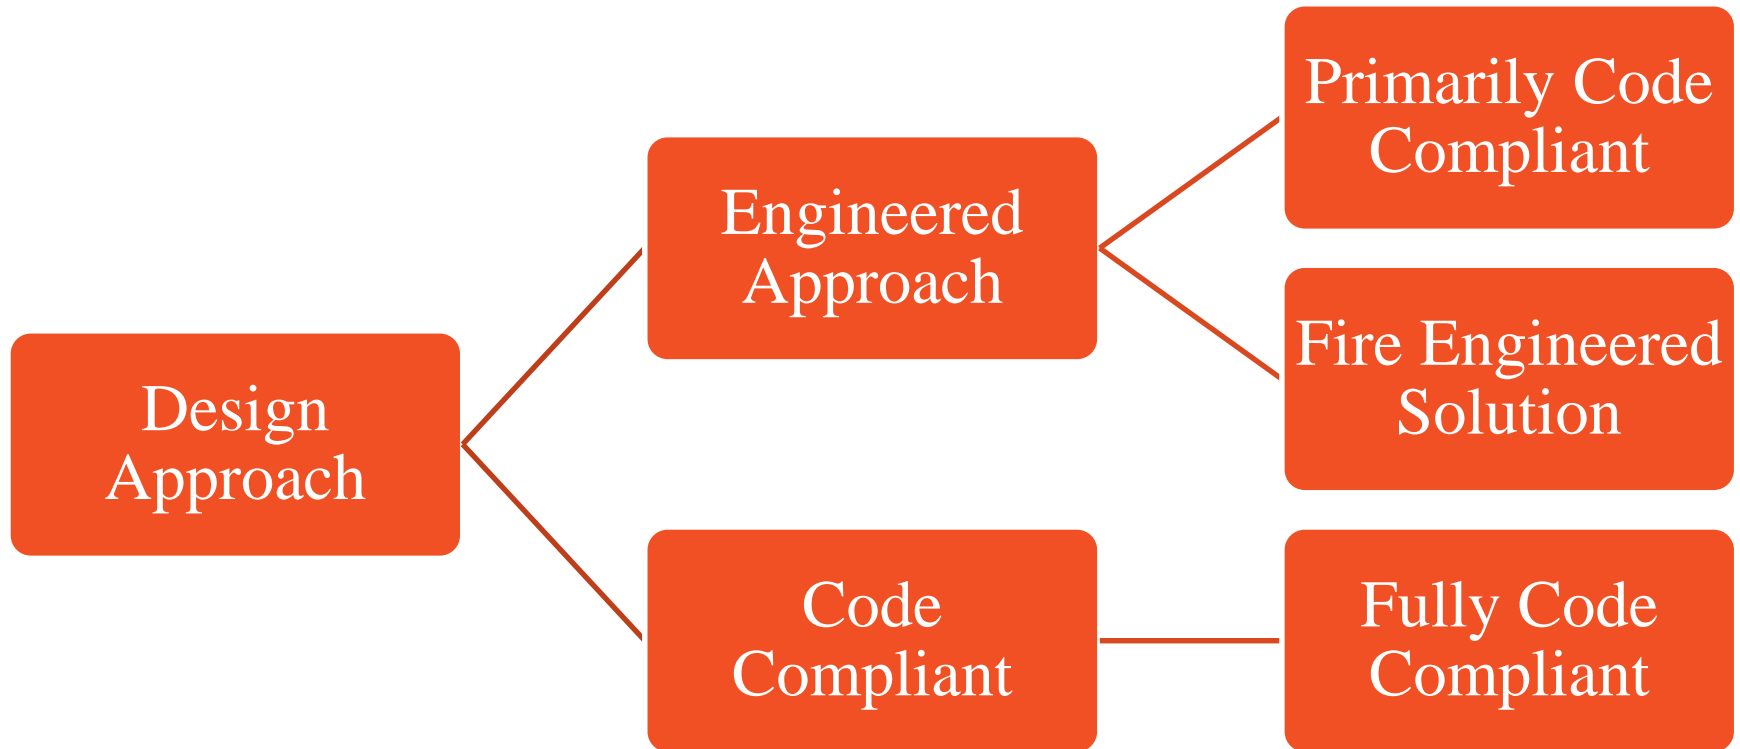 Design
Approach
Engineered
Approach
Primarily Code
Compliant
Fire Engineered
Solution
Code
Compliant
Fully Code
Compliant